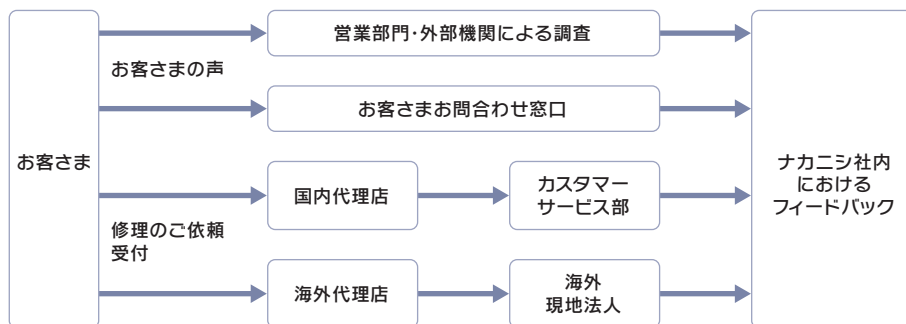 営業部門・外部機関による調査
お客さまの声
お客さまお問合わせ窓口
お客さま
国内代理店
カスタマー
サービス部
ナカニシ社内
における
フィードバック
修理のご依頼
受付
海外代理店
海外
現地法人